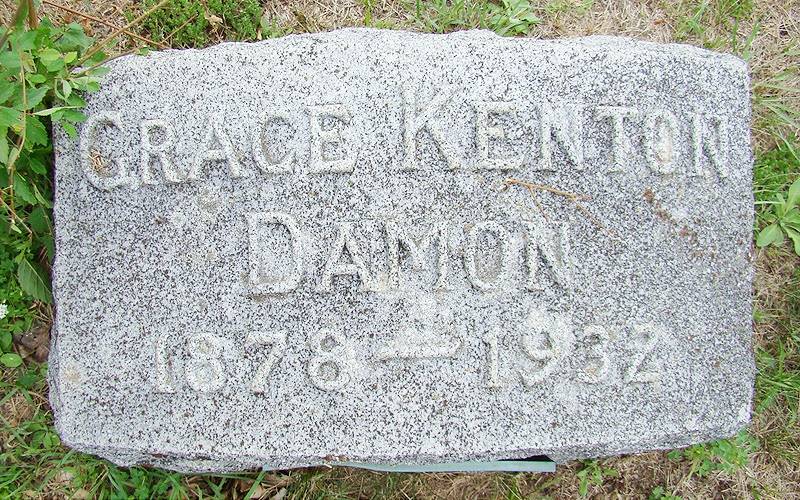 GRACE KENTON
DAMON
1878 — 1932